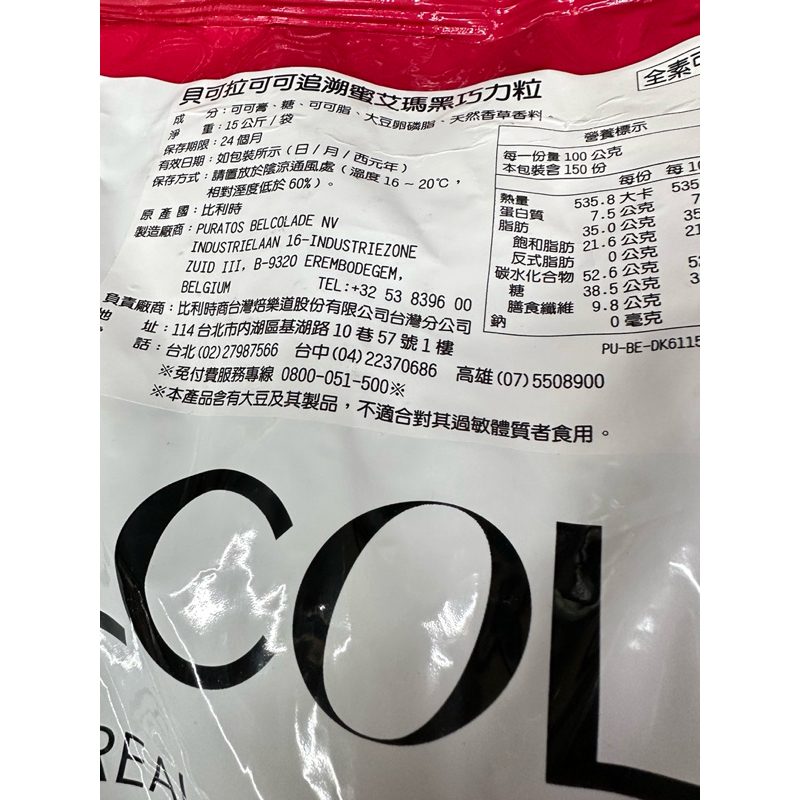 貝可拉可可追溯蜜艾瑪黑巧力粒
全素可
成 分:可可膏、糖、可可脂、大豆卵磷脂、天然香草香料。
淨 重:15公斤/袋
保存期限:24個月
有效日期:如包裝所示(日/月/西元年)
保存方式:請置放於陰涼通風處(溫度16~20℃,
相對溼度低於60%)。
原產國:比利時
製造廠商:PURATOS BELCOLADE NV
INDUSTRIELAAN 16-INDUSTRIEZONE
ZUID III, B-9320 EREMBODEGEM,
BELGIUM TEL:+32 53 8396 00
負責廠商:比利時商台灣焙樂道股份有限公司台灣分公司
地 址:114台北市內湖區基湖路10巷57號1樓
話:台北(02)27987566 台中(04)22370686 高雄(07)5508900
※免付費服務專線 0800-051-500※
※本產品含有大豆及其製品,不適合對其過敏體質者食用。
營養標示
每一份量 100 公克
本包裝含 150 份
每份 每 10
熱量 535.8 大卡 535
蛋白質 7.5 公克 7
脂肪 35.0 公克 35
飽和脂肪 21.6 公克 21
反式脂肪 0 公克
碳水化合物 52.6 公克 5
糖 38.5 公克 3
膳食纖維 9.8 公克
鈉 0 毫克
PU-BE-DK6115
COL
REAL